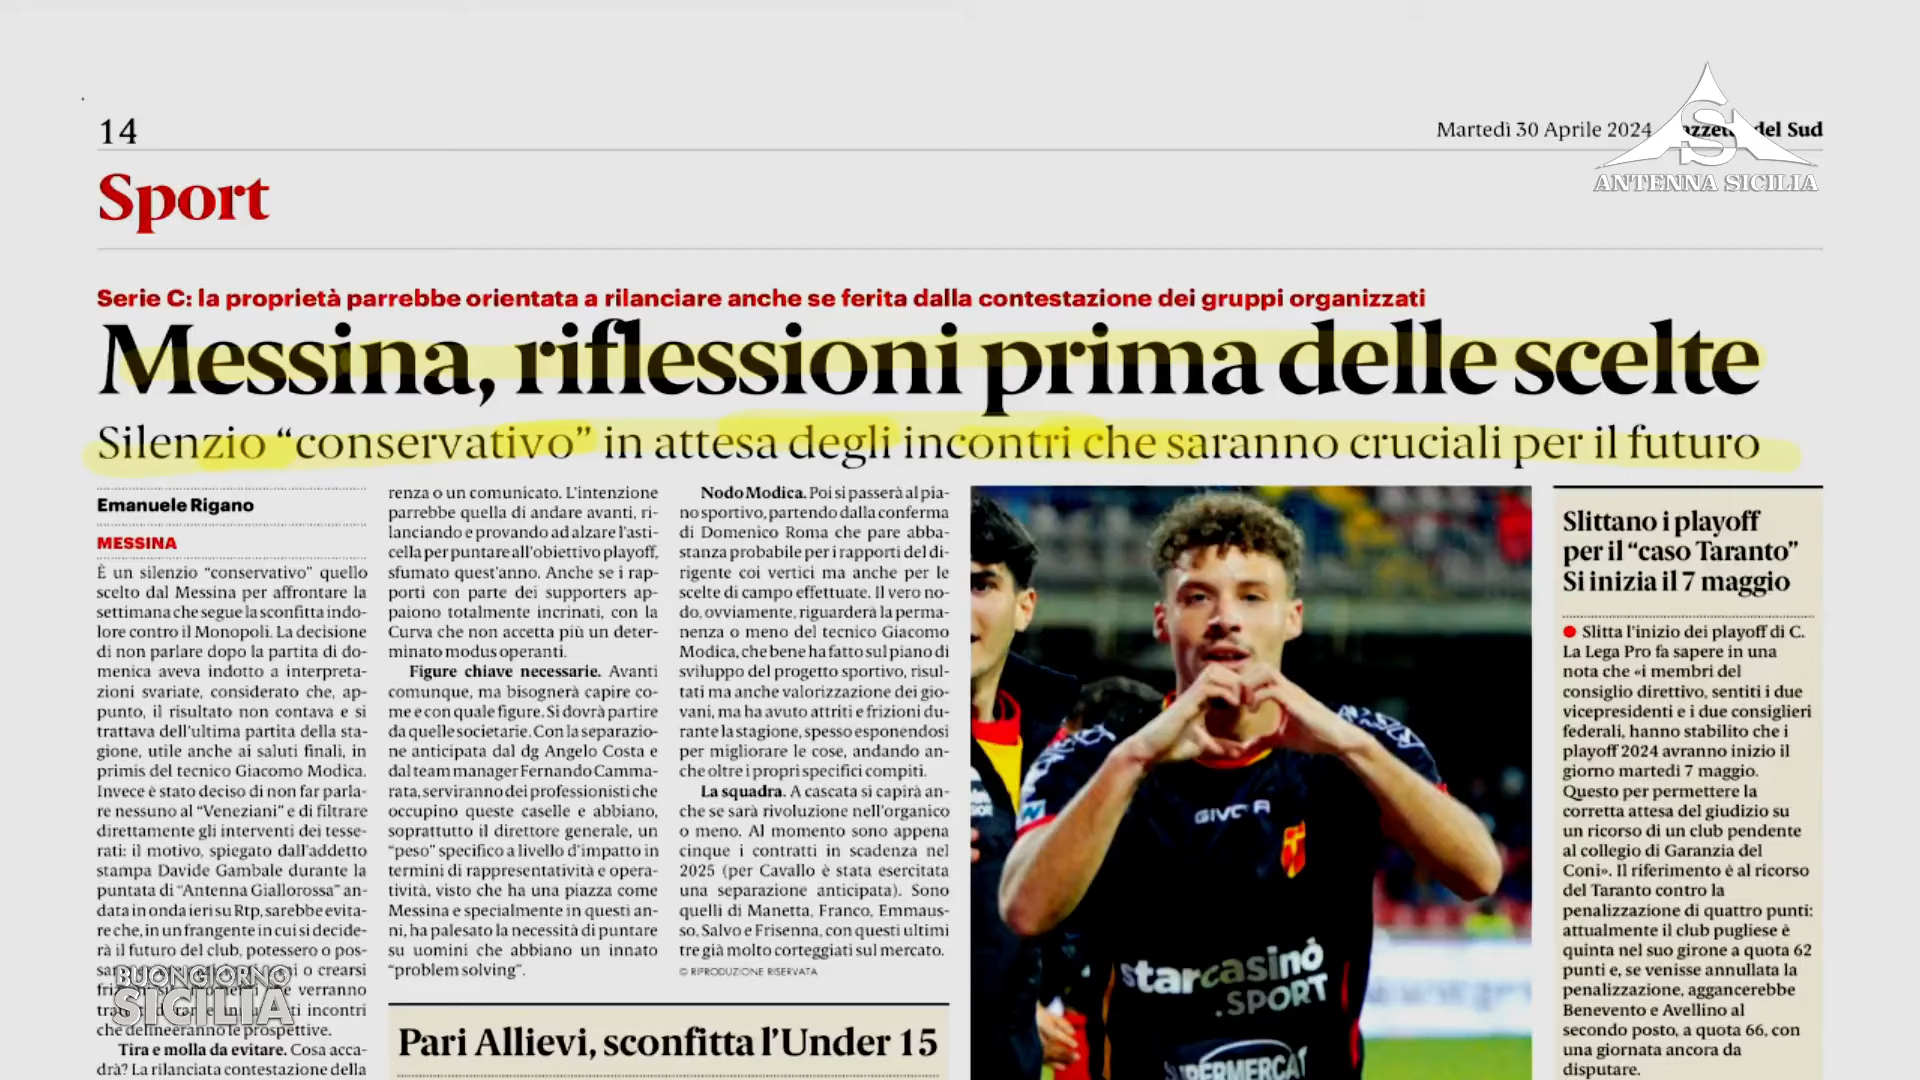 14
Martedì 30 Aprile 2024
del Sud
ANTENNA SICILIA
Sport
Serie C: la proprietà parrebbe orientata a rilanciare anche se ferita dalla contestazione dei gruppi organizzati
Messina, riflessioni prima delle scelte
Silenzio “conservativo” in attesa degli incontri che saranno cruciali per il futuro
Emanuele Rigano
MESSINA
È un silenzio “conservativo” quello
scelto dal Messina per affrontare la
settimana che segue la sconfitta indo-
lore contro il Monopoli. La decisione
di non parlare dopo la partita di do-
menica aveva indotto a interpreta-
zioni svariate, considerato che, ap-
punto, il risultato non contava e si
trattava dell'ultima partita della sta-
gione, utile anche ai saluti finali, in
primis del tecnico Giacomo Modica.
Invece è stato deciso di non far parla-
re nessuno al “Veneziani” e di filtrare
direttamente gli interventi dei tesse-
rati: il motivo, spiegato dall'addetto
stampa Davide Gambale durante la
puntata di “Antenna Giallorossa” an-
data in onda ieri su Rtp, sarebbe evita-
re che, in un frangente in cui si decide-
rà il futuro del club, potessero o pos-
o crearsi
verranno
incontri
che delineeranno le prospettive.
Tira e molla da evitare. Cosa acca-
drà? La rilanciata contestazione della
renza o un comunicato. L'intenzione
parrebbe quella di andare avanti, ri-
lanciando e provando ad alzare l'asti-
cella per puntare all'obiettivo playoff,
sfumato quest'anno. Anche se i rap-
porti con parte dei supporters ap-
paiono totalmente incrinati, con la
Curva che non accetta più un deter-
minato modus operanti.
Figure chiave necessarie. Avanti
comunque, ma bisognerà capire co-
me e con quale figure. Si dovrà partire
da quelle societarie. Con la separazio-
ne anticipata dal dg Angelo Costa e
dal team manager Fernando Camma-
rata, serviranno dei professionisti che
occupino queste caselle e abbiano,
soprattutto il direttore generale, un
“peso” specifico a livello d'impatto in
termini di rappresentatività e opera-
tività, visto che ha una piazza come
Messina e specialmente in questi an-
ni, ha palesato la necessità di puntare
su uomini che abbiano un innato
“problem solving”.
Nodo Modica. Poi si passerà al pia-
no sportivo, partendo dalla conferma
di Domenico Roma che pare abba-
stanza probabile per i rapporti del di-
rigente coi vertici ma anche per le
scelte di campo effettuate. Il vero no-
do, ovviamente, riguarderà la perma-
nenza o meno del tecnico Giacomo
Modica, che bene ha fatto sul piano di
sviluppo del progetto sportivo, risul-
tati ma anche valorizzazione dei gio-
vani, ma ha avuto attriti e frizioni du-
rante la stagione, spesso esponendosi
per migliorare le cose, andando an-
che oltre i propri specifici compiti.
La squadra. A cascata si capirà an-
che se sarà rivoluzione nell'organico
o meno. Al momento sono appena
cinque i contratti in scadenza nel
2025 (per Cavallo è stata esercitata
una separazione anticipata). Sono
quelli di Manetta, Franco, Emmaus-
so, Salvo e Frisenna, con questi ultimi
tre già molto corteggiati sul mercato.
© RIPRODUZIONE RISERVATA
Pari Allievi, sconfitta l'Under 15
GIVOVA
starcasinò
.SPORT
SUPERMERCAT
Slittano i playoff
per il “caso Taranto”
Si inizia il 7 maggio
Slitta l'inizio dei playoff di C.
La Lega Pro fa sapere in una
nota che «i membri del
consiglio direttivo, sentiti i due
vicepresidenti e i due consiglieri
federali, hanno stabilito che i
playoff 2024 avranno inizio il
giorno martedì 7 maggio.
Questo per permettere la
corretta attesa del giudizio su
un ricorso di un club pendente
al collegio di Garanzia del
Coni». Il riferimento è al ricorso
del Taranto contro la
penalizzazione di quattro punti:
attualmente il club pugliese è
quinta nel suo girone a quota 62
punti e, se venisse annullata la
penalizzazione, aggancerebbe
Benevento e Avellino al
secondo posto, a quota 66, con
una giornata ancora da
disputare.
BUONGIORNO
SICILIA